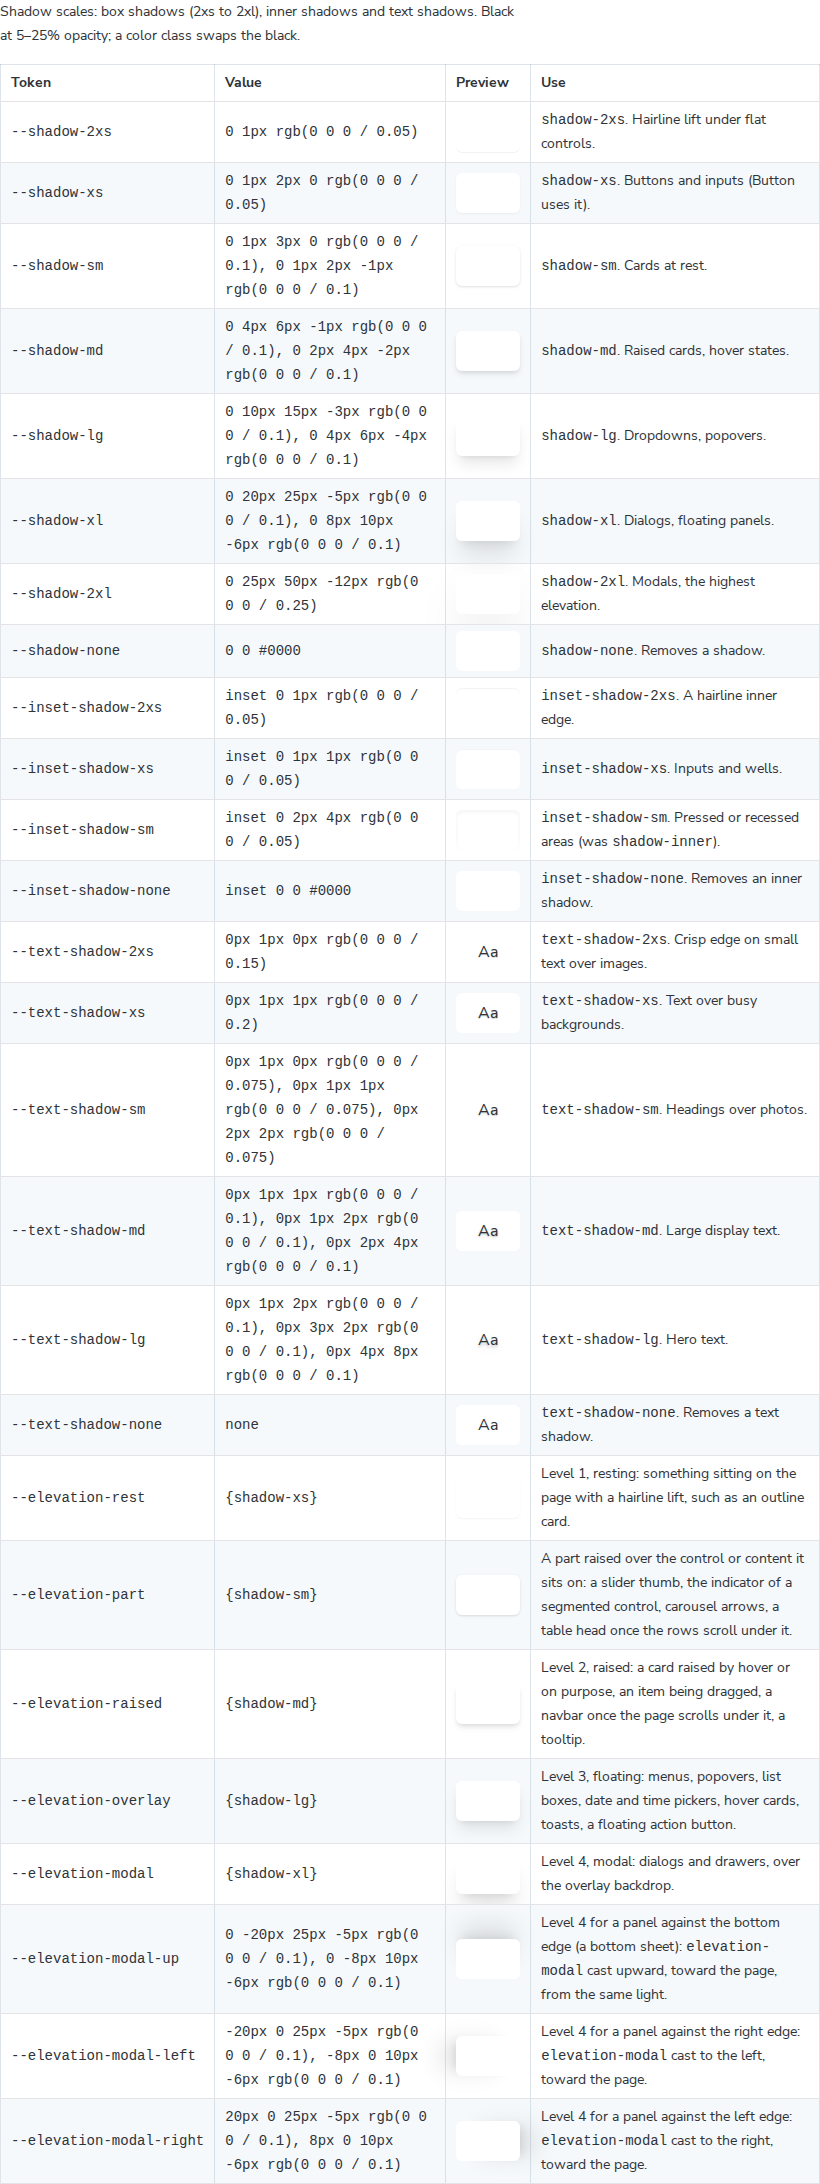 Shadow scales: box shadows (2xs to 2xl), inner shadows and text shadows. Black
at 5–25% opacity; a color class swaps the black.
Token Value Preview Use
--shadow-2xs 0 1px rgb(0 0 0 / 0.05) shadow-2xs. Hairline lift under flat
controls.
--shadow-xs 0 1px 2px 0 rgb(0 0 0 /
0.05) shadow-xs. Buttons and inputs (Button
uses it).
--shadow-sm 0 1px 3px 0 rgb(0 0 0 /
0.1), 0 1px 2px -1px
rgb(0 0 0 / 0.1) shadow-sm. Cards at rest.
--shadow-md 0 4px 6px -1px rgb(0 0 0
/ 0.1), 0 2px 4px -2px
rgb(0 0 0 / 0.1) shadow-md. Raised cards, hover states.
--shadow-lg 0 10px 15px -3px rgb(0 0
0 / 0.1), 0 4px 6px -4px
rgb(0 0 0 / 0.1) shadow-lg. Dropdowns, popovers.
--shadow-xl 0 20px 25px -5px rgb(0 0
0 / 0.1), 0 8px 10px
-6px rgb(0 0 0 / 0.1) shadow-xl. Dialogs, floating panels.
--shadow-2xl 0 25px 50px -12px rgb(0
0 0 / 0.25) shadow-2xl. Modals, the highest
elevation.
--shadow-none 0 0 #0000 shadow-none. Removes a shadow.
--inset-shadow-2xs inset 0 1px rgb(0 0 0 /
0.05) inset-shadow-2xs. A hairline inner
edge.
--inset-shadow-xs inset 0 1px 1px rgb(0 0
0 / 0.05) inset-shadow-xs. Inputs and wells.
--inset-shadow-sm inset 0 2px 4px rgb(0 0
0 / 0.05) inset-shadow-sm. Pressed or recessed
areas (was shadow-inner).
--inset-shadow-none inset 0 0 #0000 inset-shadow-none. Removes an inner
shadow.
--text-shadow-2xs 0px 1px 0px rgb(0 0 0 /
0.15) Aa text-shadow-2xs. Crisp edge on small
text over images.
--text-shadow-xs 0px 1px 1px rgb(0 0 0 /
0.2) Aa text-shadow-xs. Text over busy
backgrounds.
--text-shadow-sm 0px 1px 0px rgb(0 0 0 /
0.075), 0px 1px 1px
rgb(0 0 0 / 0.075), 0px
2px 2px rgb(0 0 0 /
0.075) Aa text-shadow-sm. Headings over photos.
--text-shadow-md 0px 1px 1px rgb(0 0 0 /
0.1), 0px 1px 2px rgb(0
0 0 / 0.1), 0px 2px 4px
rgb(0 0 0 / 0.1) Aa text-shadow-md. Large display text.
--text-shadow-lg 0px 1px 2px rgb(0 0 0 /
0.1), 0px 3px 2px rgb(0
0 0 / 0.1), 0px 4px 8px
rgb(0 0 0 / 0.1) Aa text-shadow-lg. Hero text.
--text-shadow-none none Aa text-shadow-none. Removes a text
shadow.
--elevation-rest {shadow-xs} Level 1, resting: something sitting on the
page with a hairline lift, such as an outline
card.
--elevation-part {shadow-sm} A part raised over the control or content it
sits on: a slider thumb, the indicator of a
segmented control, carousel arrows, a
table head once the rows scroll under it.
--elevation-raised {shadow-md} Level 2, raised: a card raised by hover or
on purpose, an item being dragged, a
navbar once the page scrolls under it, a
tooltip.
--elevation-overlay {shadow-lg} Level 3, floating: menus, popovers, list
boxes, date and time pickers, hover cards,
toasts, a floating action button.
--elevation-modal {shadow-xl} Level 4, modal: dialogs and drawers, over
the overlay backdrop.
--elevation-modal-up 0 -20px 25px -5px rgb(0
0 0 / 0.1), 0 -8px 10px
-6px rgb(0 0 0 / 0.1) Level 4 for a panel against the bottom
edge (a bottom sheet): elevation-
modal cast upward, toward the page,
from the same light.
--elevation-modal-left -20px 0 25px -5px rgb(0
0 0 / 0.1), -8px 0 10px
-6px rgb(0 0 0 / 0.1) Level 4 for a panel against the right edge:
elevation-modal cast to the left,
toward the page.
--elevation-modal-right 20px 0 25px -5px rgb(0 0
0 / 0.1), 8px 0 10px
-6px rgb(0 0 0 / 0.1) Level 4 for a panel against the left edge:
elevation-modal cast to the right,
toward the page.